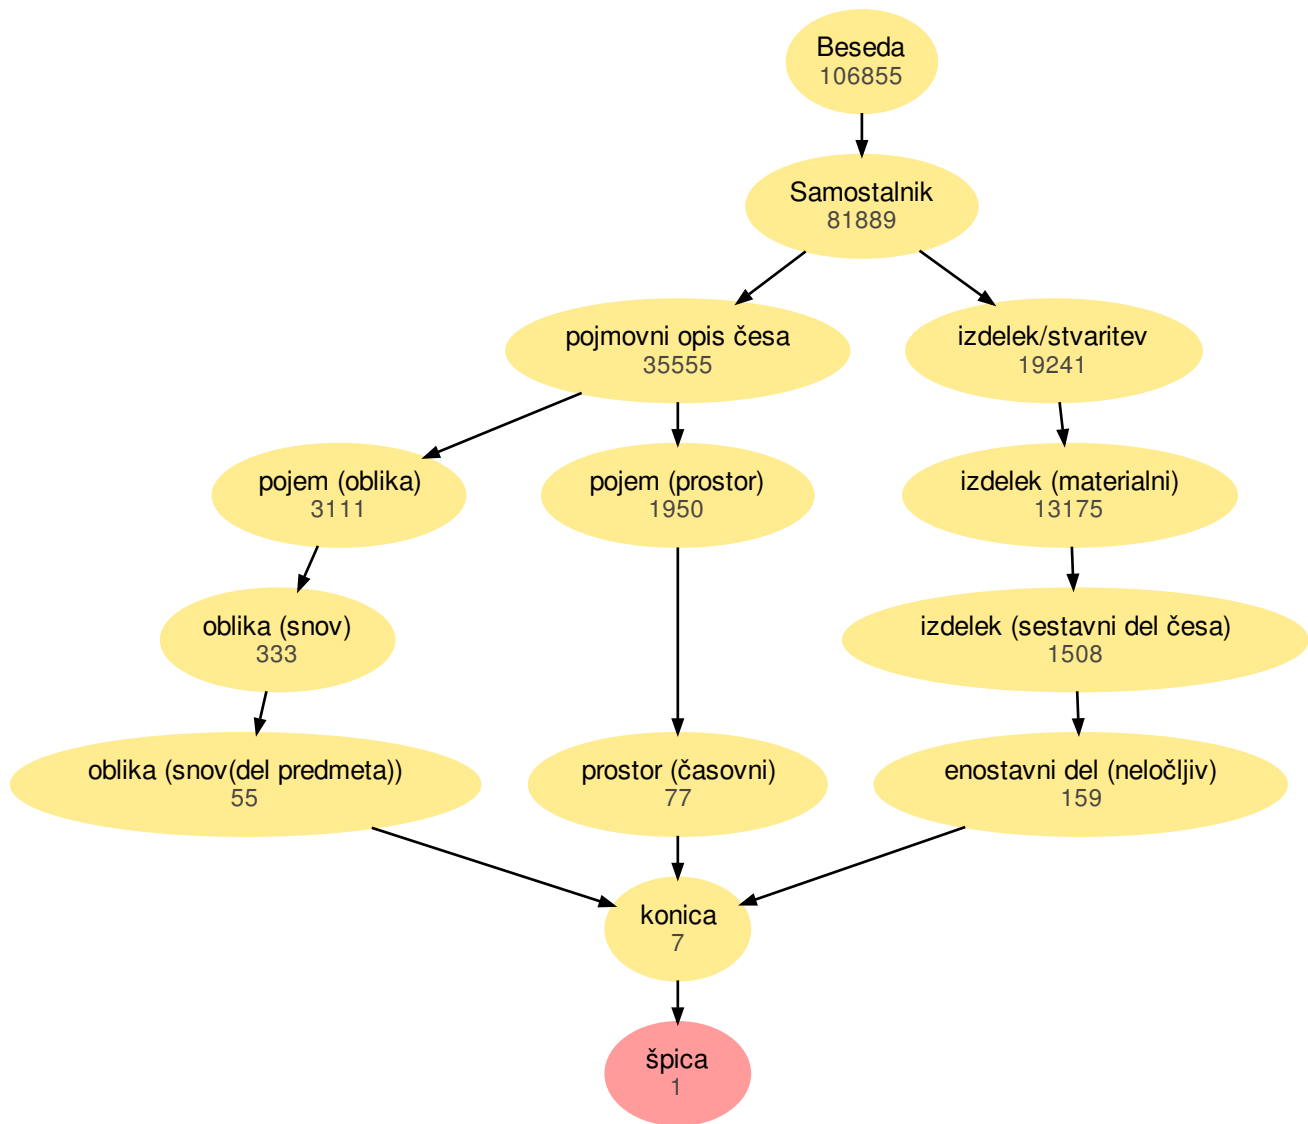 Beseda
106855
Samostalnik
81889
pojmovni opis česa
35555
izdelek/stvaritev
19241
pojem (oblika)
3111
pojem (prostor)
1950
izdelek (materialni)
13175
oblika (snov)
333
izdelek (sestavni del česa)
1508
oblika (snov(del predmeta))
55
prostor (časovni)
77
enostavni del (neločljiv)
159
konica
7
špica
1